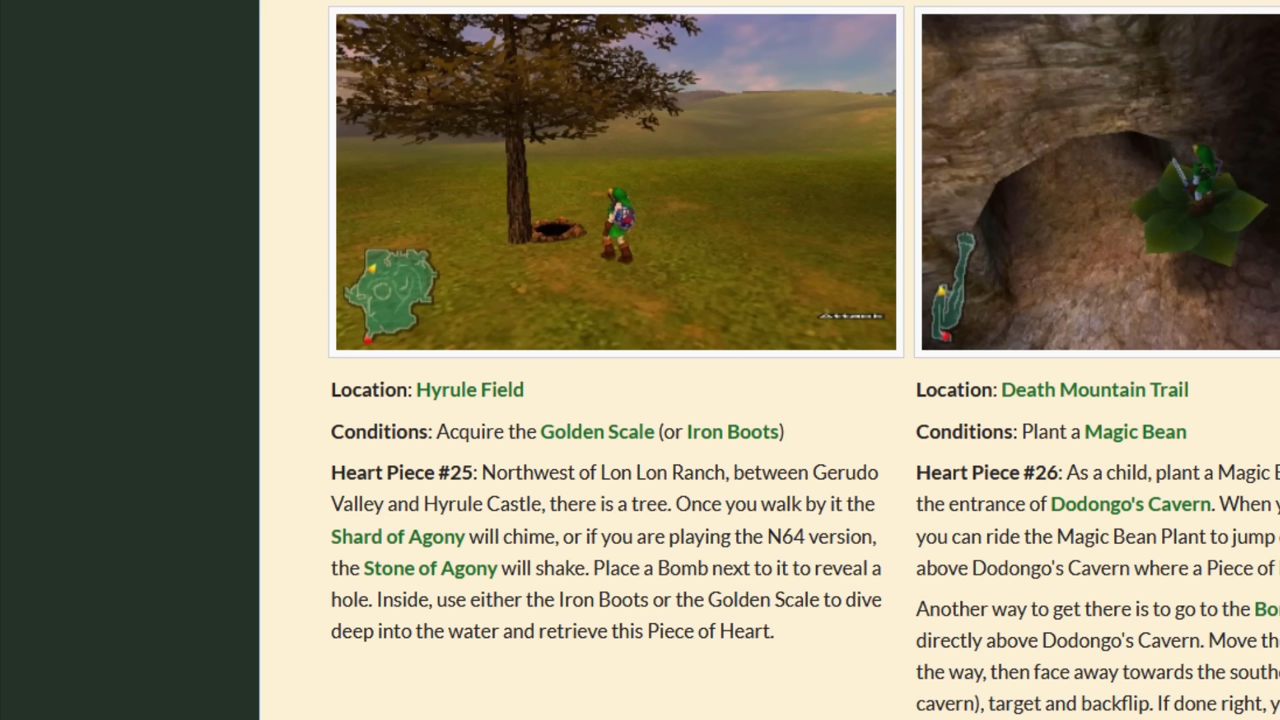 Attack
Location: Hyrule Field
Conditions: Acquire the Golden Scale (or Iron Boots)
Heart Piece #25: Northwest of Lon Lon Ranch, between Gerudo
Valley and Hyrule Castle, there is a tree. Once you walk by it the
Shard of Agony will chime, or if you are playing the N64 version,
the Stone of Agony will shake. Place a Bomb next to it to reveal a
hole. Inside, use either the Iron Boots or the Golden Scale to dive
deep into the water and retrieve this Piece of Heart.
Location: Death Mountain Trail
Conditions: Plant a Magic Bean
Heart Piece #26: As a child, plant a Magic
the entrance of Dodongo's Cavern. When
you can ride the Magic Bean Plant to jump
above Dodongo's Cavern where a Piece of
Another way to get there is to go to the
directly above Dodongo's Cavern. Move
the way, then face away towards the
cavern), target and backflip. If done right,